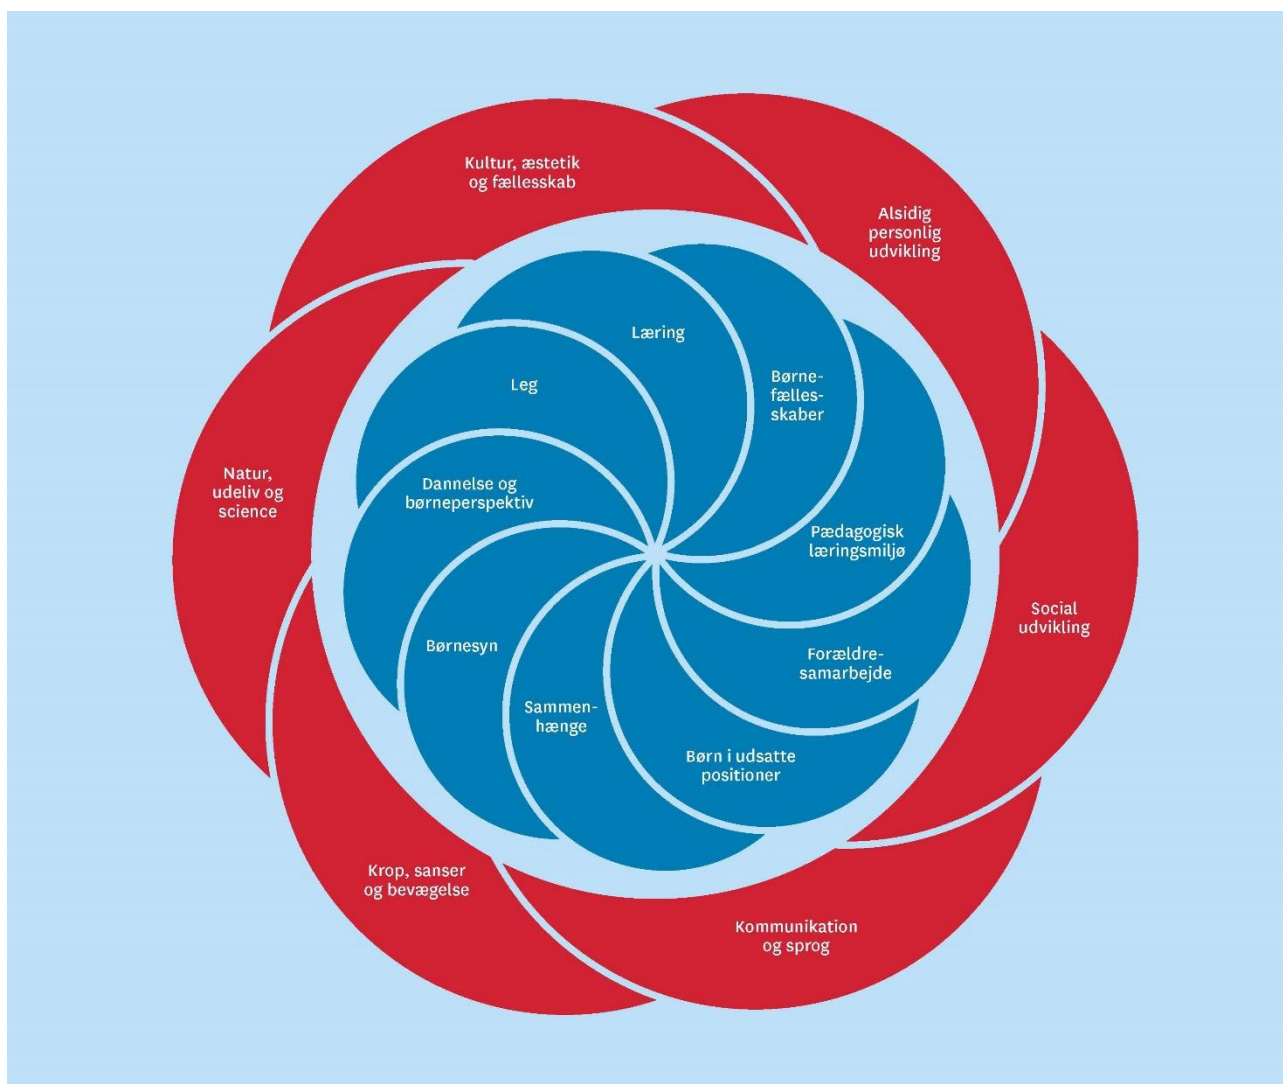 Kultur, æstetik
og fællesskab
Alsidig
personlig
udvikling
Læring
Børne-
fælles-
skaber
Leg
Natur,
udeliv og
science
Dannelse og
børneperspektiv
Pædagogisk
læringsmiljø
Social
udvikling
Børnesyn
Forældre-
samarbejde
Sammen-
hænge
Børn i udsatte
positioner
Krop, sanser
og bevægelse
Kommunikation
og sprog